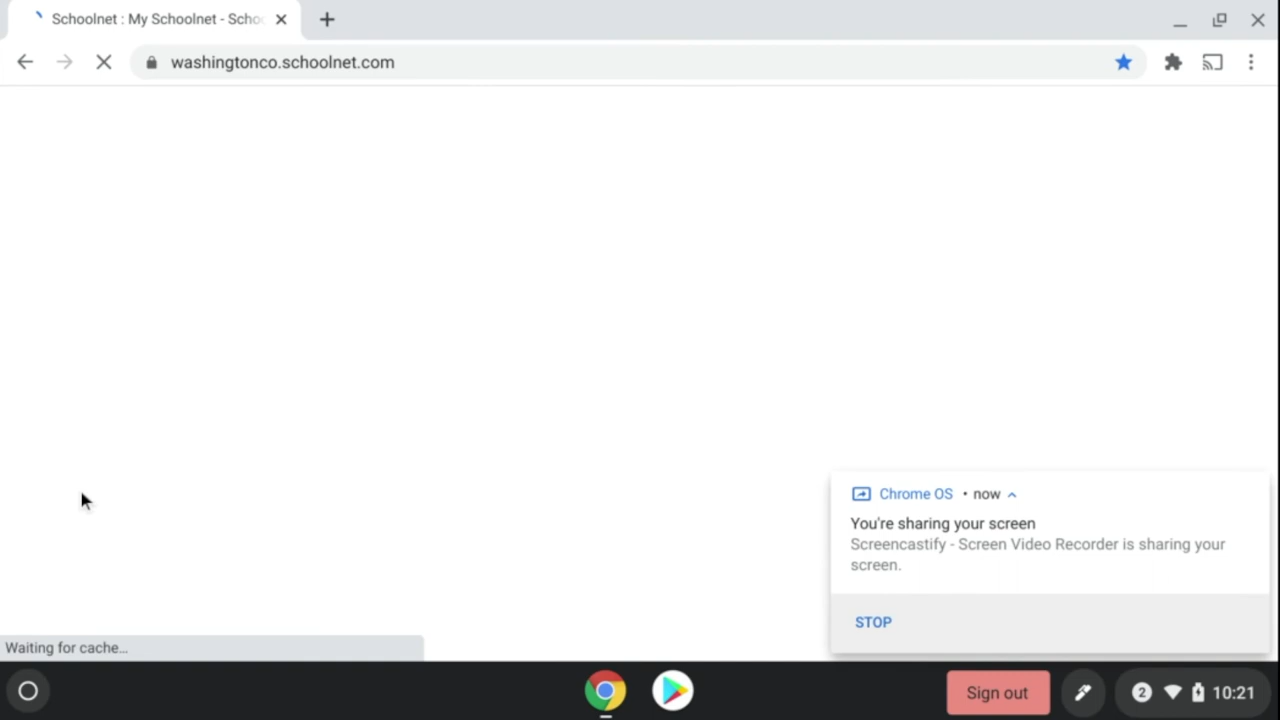 Schoolnet : My Schoolnet - Schoo
washingtonco.schoolnet.com
Chrome OS • now
You're sharing your screen
Screencastify - Screen Video Recorder is sharing your
screen.
STOP
Waiting for cache...
Sign out
2
10:21